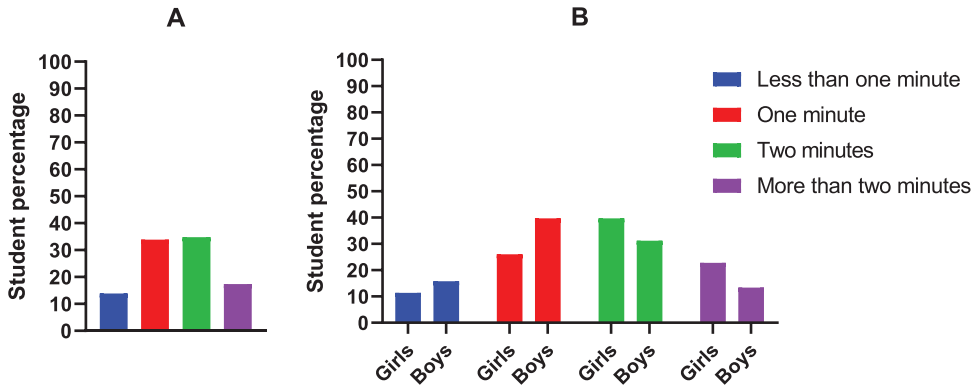 A
B
Student percentage
100
90
80
70
60
50
40
30
20
10
0
Student percentage
100
90
80
70
60
50
40
30
20
10
0
Girls
Boys
Girls
Boys
Girls
Boys
Girls
Boys
Less than one minute
One minute
Two minutes
More than two minutes